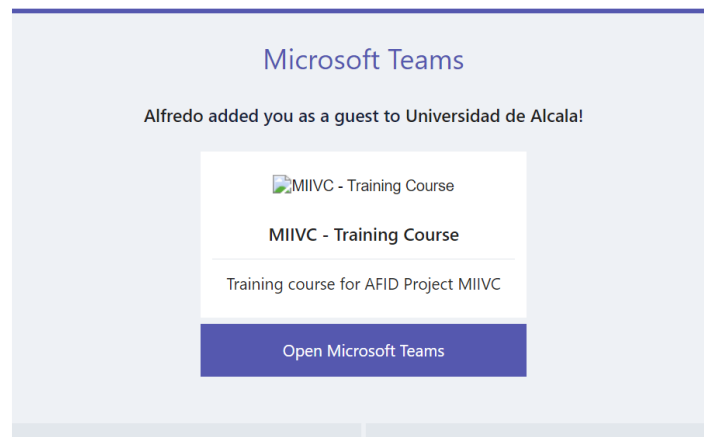 Microsoft Teams
Alfredo added you as a guest to Universidad de Alcala!
MIIVC - Training Course
MIIVC - Training Course
Training course for AFID Project MIIVC
Open Microsoft Teams